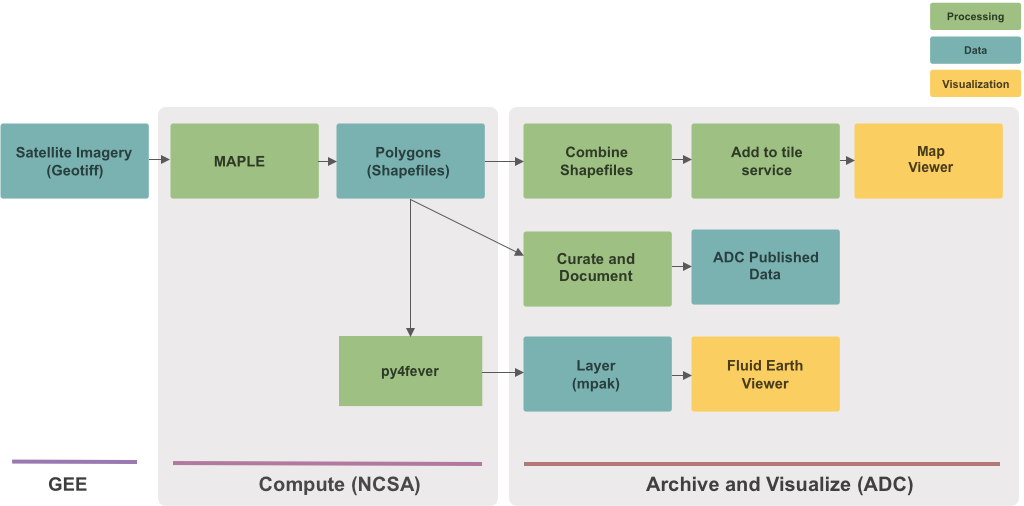 Processing
Data
Visualization
Satellite Imagery
(Geotiff)
MAPLE
Polygons
(Shapefiles)
Combine
Shapefiles
Add to tile
service
Map
Viewer
Curate and
Document
ADC Published
Data
py4fever
Layer
(mpak)
Fluid Earth
Viewer
GEE
Compute (NCSA)
Archive and Visualize (ADC)